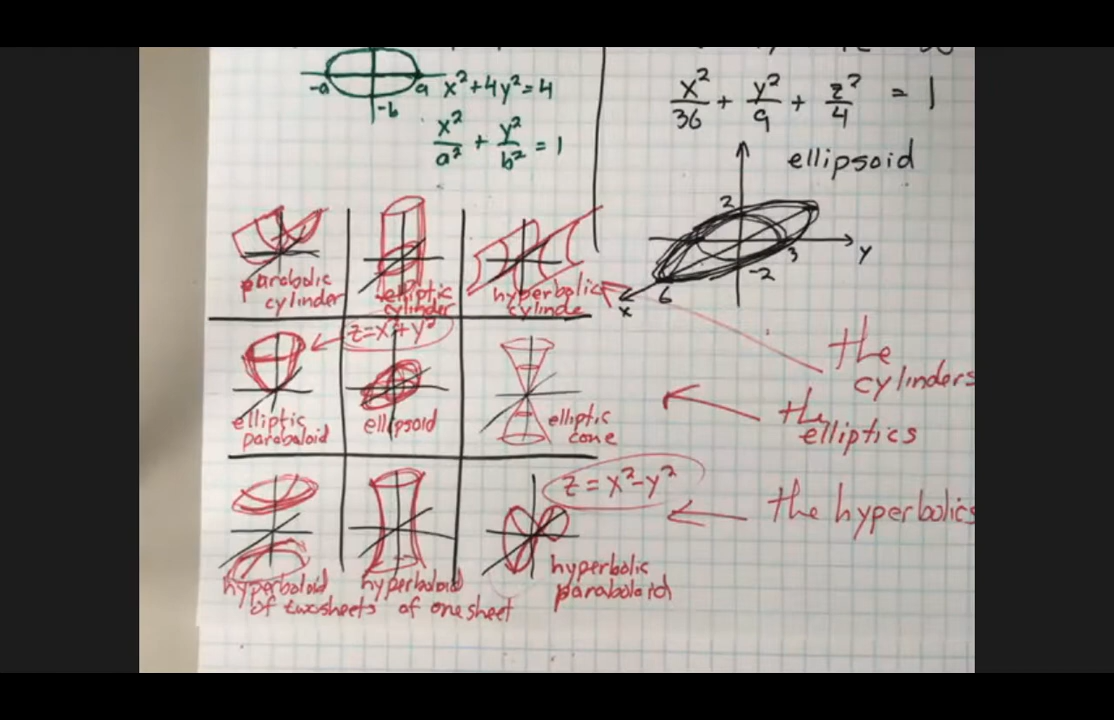 -a
a
-b
x²+4y²=4
x²/a² + y²/b² = 1
x²/36 + y²/9 + z²/4 = 1
ellipsoid
2
3
-2
6
x
y
parabolic
cylinder
elliptic
cylinder
hyperbolic
cylinde
the
cylinders
z=x²+y²
elliptic
paraboloid
ellipsoid
elliptic
cone
the
elliptics
z=x²-y²
the hyperbolics
hyperboloid
of two sheets
hyperboloid
of one sheet
hyperbolic
paraboloid